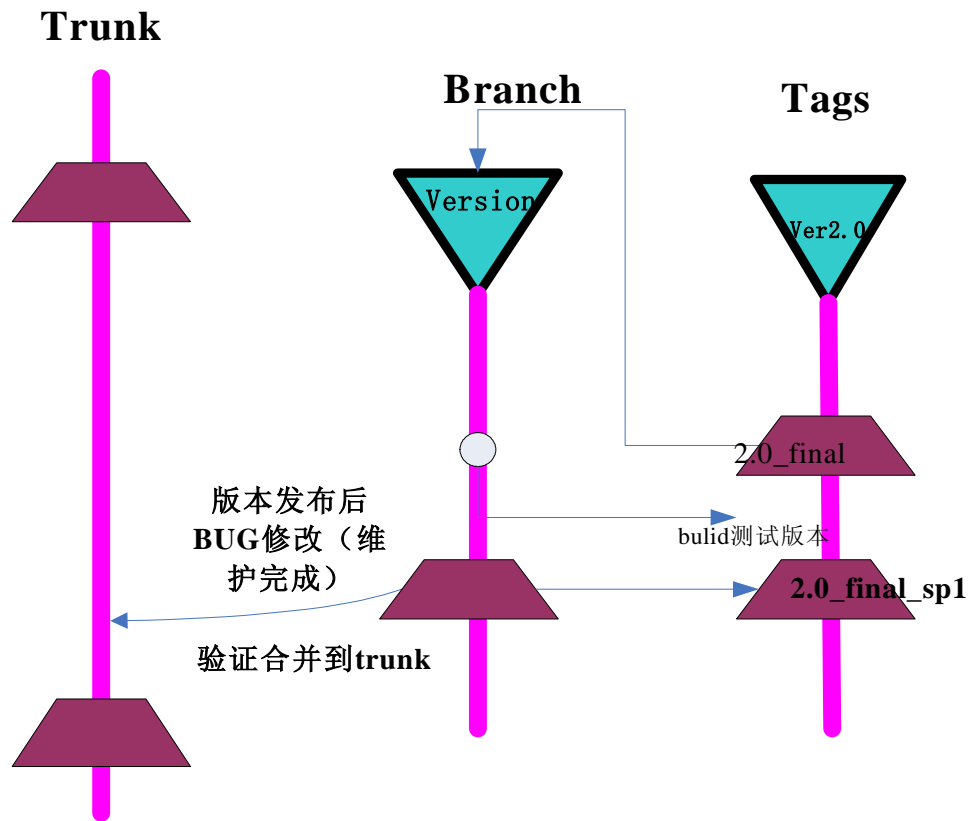 Trunk
Branch
Tags
Version
Ver2.0
2.0_final
版本发布后
BUG修改（维
护完成）
bulid测试版本
2.0_final_sp1
验证合并到trunk